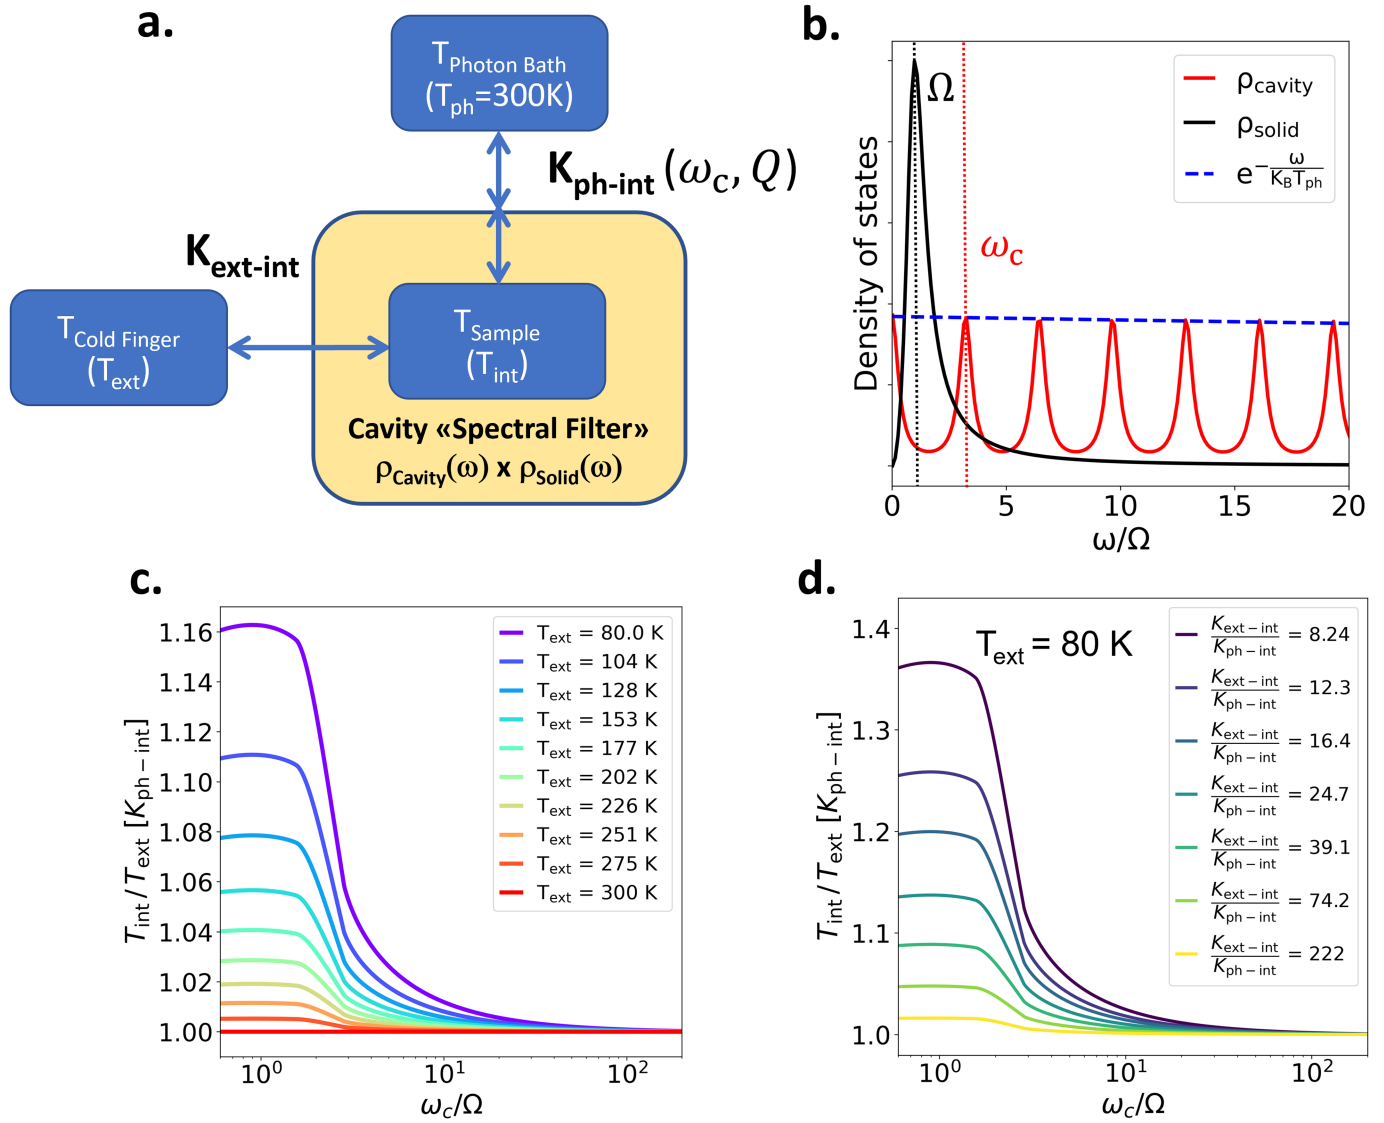 a.
T_Photon Bath
(T_ph=300K)
K_ph-int (ω_c, Q)
K_ext-int
T_Cold Finger
(T_ext)
T_Sample
(T_int)
Cavity «Spectral Filter»
ρ_Cavity(ω) x ρ_Solid(ω)
b.
Density of states
Ω
ω_c
ρ_cavity
ρ_solid
e^-ω/(K_B T_ph)
0 5 10 15 20
ω/Ω
c.
T_int / T_ext [K_ph−int]
1.16
1.14
1.12
1.10
1.08
1.06
1.04
1.02
1.00
T_ext = 80.0 K
T_ext = 104 K
T_ext = 128 K
T_ext = 153 K
T_ext = 177 K
T_ext = 202 K
T_ext = 226 K
T_ext = 251 K
T_ext = 275 K
T_ext = 300 K
10^0 10^1 10^2
ω_c/Ω
d.
T_int / T_ext [K_ph−int]
1.4
1.3
1.2
1.1
1.0
T_ext = 80 K
K_ext−int / K_ph−int = 8.24
K_ext−int / K_ph−int = 12.3
K_ext−int / K_ph−int = 16.4
K_ext−int / K_ph−int = 24.7
K_ext−int / K_ph−int = 39.1
K_ext−int / K_ph−int = 74.2
K_ext−int / K_ph−int = 222
10^0 10^1 10^2
ω_c/Ω